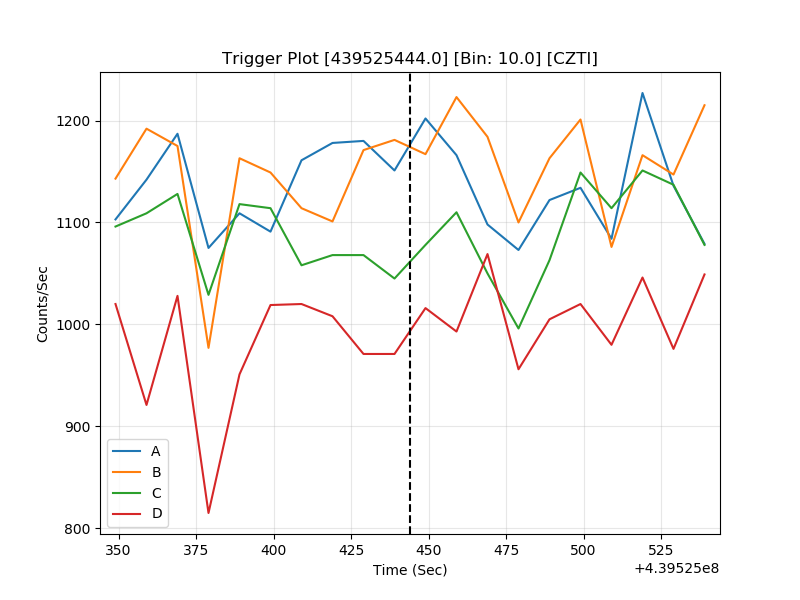 Trigger Plot [439525444.0] [Bin: 10.0] [CZTI]
Counts/Sec
1200
1100
1000
900
800
A
B
C
D
350 375 400 425 450 475 500 525
Time (Sec)
+4.39525e8